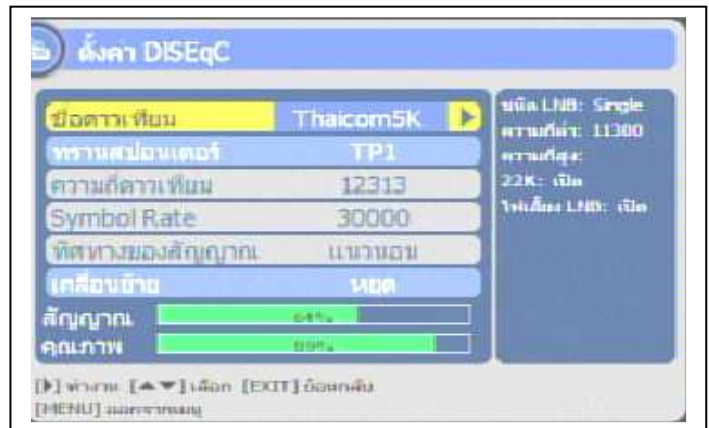 ตั้งค่า DISEqC
ชื่อดาวเทียม Thaicom5K
ทรานสปอนเดอร์ TP1
ความถี่ดาวเทียม 12313
Symbol Rate 30000
ทิศทางของสัญญาณ แนวนอน
เคลื่อนย้าย หยุด
สัญญาณ 64%
คุณภาพ 89%
ชนิด LNB: Single
ความถี่ต่ำ: 11300
ความถี่สูง:
22K: เปิด
ไฟเลี้ยง LNB: เปิด
[▶] ทำงาน [▲▼] เลือก [EXIT] ย้อนกลับ
[MENU] ออกจากเมนู